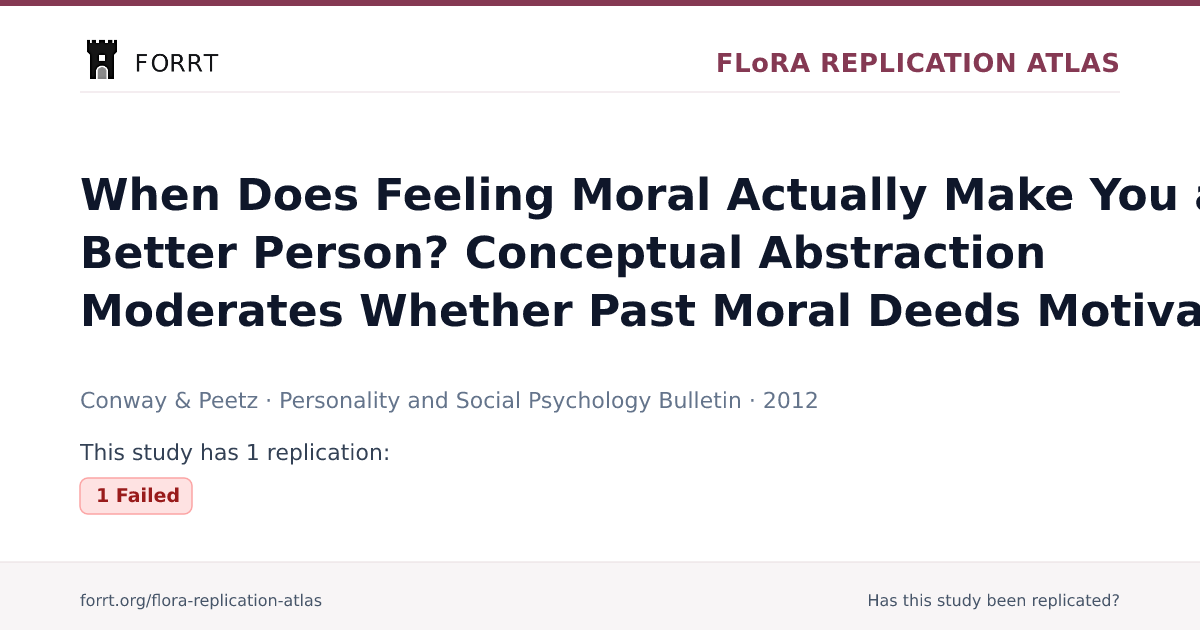 FORRT
FLoRA REPLICATION ATLAS
When Does Feeling Moral Actually Make You a
Better Person? Conceptual Abstraction
Moderates Whether Past Moral Deeds Motiva
Conway & Peetz · Personality and Social Psychology Bulletin · 2012
This study has 1 replication:
1 Failed
forrt.org/flora-replication-atlas
Has this study been replicated?